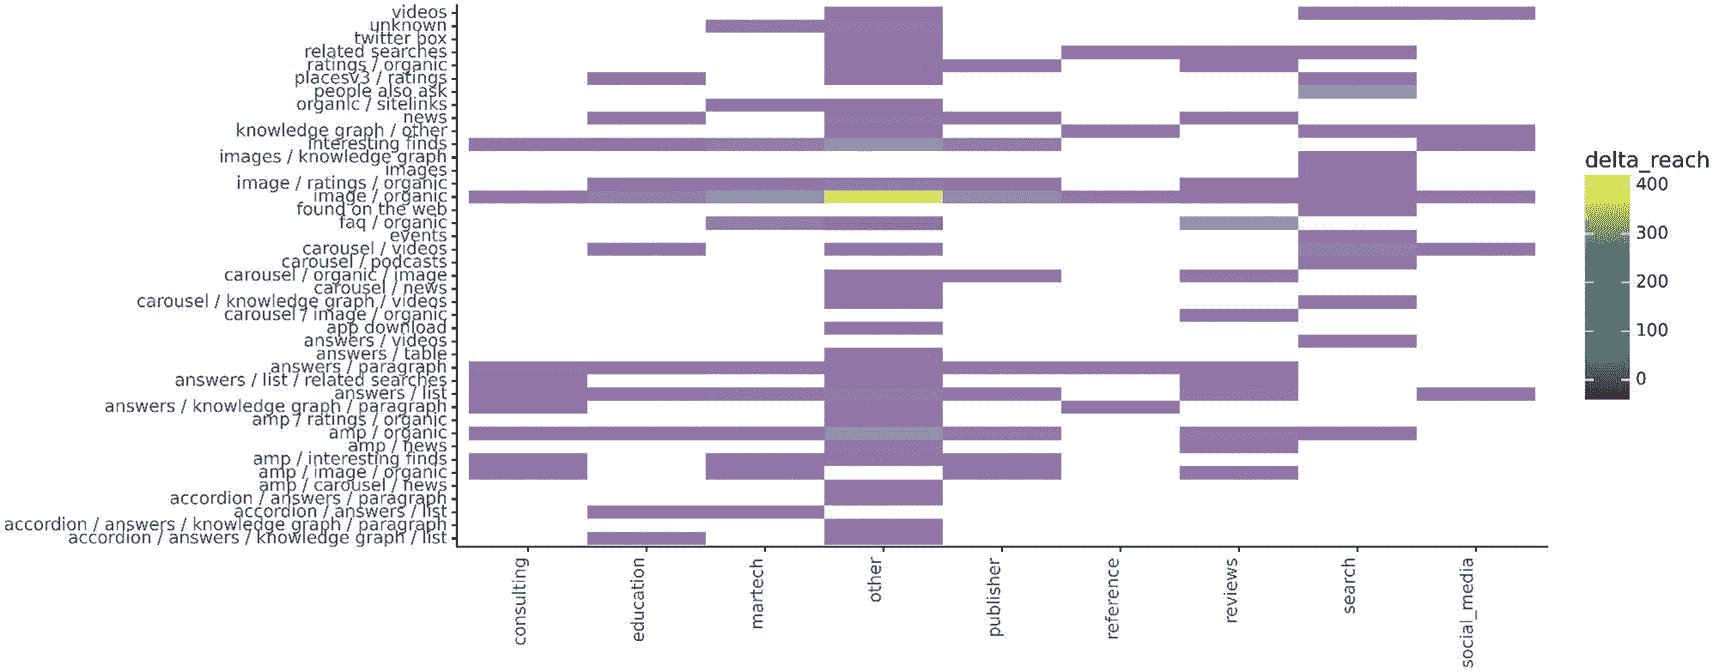 videos
unknown
twitter box
related searches
ratings / organic
placesv3 / ratings
people also ask
organic / sitelinks
news
knowledge graph / other
interesting finds
images / knowledge graph
images
image / ratings / organic
image / organic
found on the web
faq / organic
events
carousel / videos
carousel / podcasts
carousel / organic / image
carousel / news
carousel / knowledge graph / videos
carousel / image / organic
app download
answers / videos
answers / table
answers / paragraph
answers / list / related searches
answers / list
answers / knowledge graph / paragraph
amp / ratings / organic
amp / organic
amp / news
amp / interesting finds
amp / image / organic
amp / carousel / news
accordion / answers / paragraph
accordion / answers / list
accordion / answers / knowledge graph / paragraph
accordion / answers / knowledge graph / list
consulting
education
martech
other
publisher
reference
reviews
search
social_media
delta_reach
400
300
200
100
0